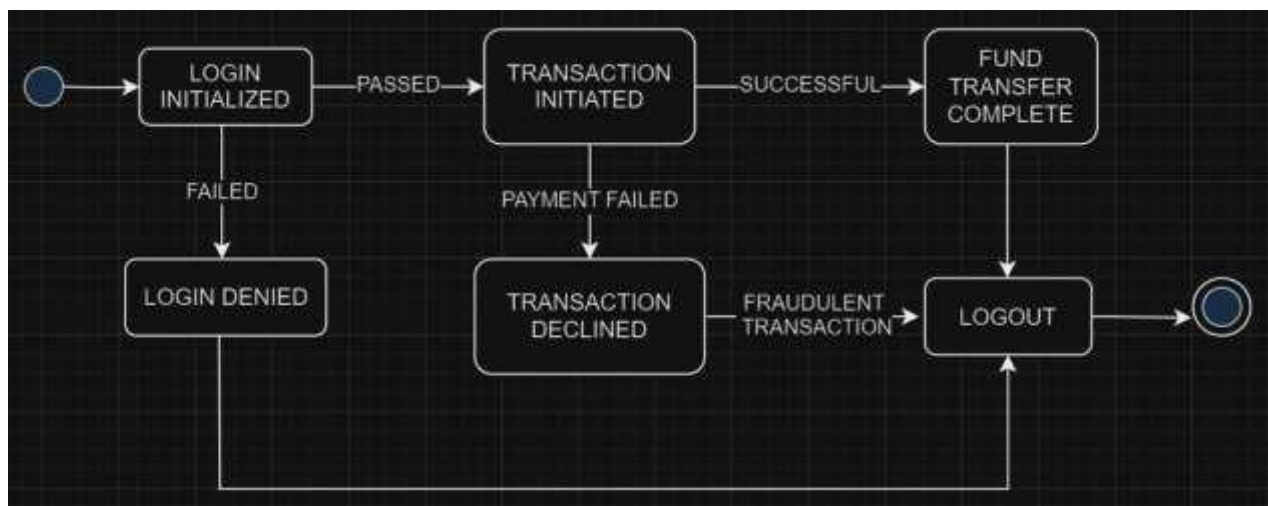 LOGIN
INITIALIZED
PASSED
TRANSACTION
INITIATED
SUCCESSFUL
FUND
TRANSFER
COMPLETE
FAILED
PAYMENT FAILED
LOGIN DENIED
TRANSACTION
DECLINED
FRAUDULENT
TRANSACTION
LOGOUT